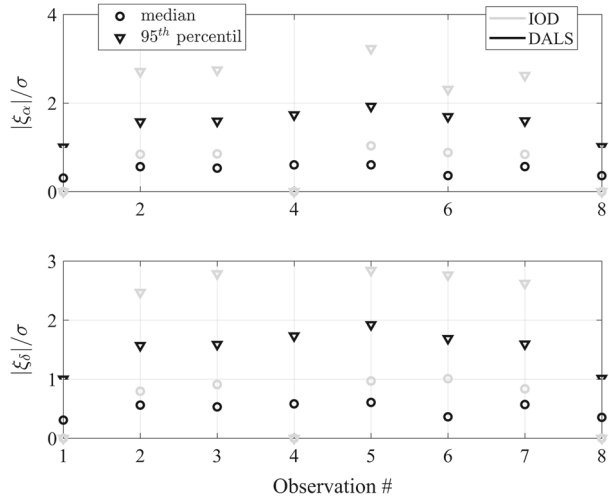 median
95th percentil
IOD
DALS
|ξα|/σ
4
2
0
2
4
6
8
|ξδ|/σ
3
2
1
0
1
2
3
4
5
6
7
8
Observation #